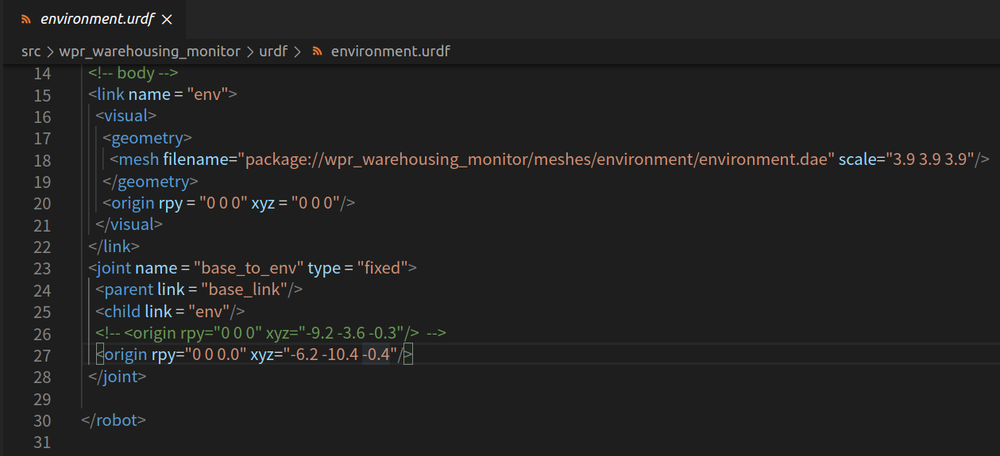 environment.urdf ×
src > wpr_warehousing_monitor > urdf > environment.urdf
14 <!-- body -->
15 <link name = "env">
16 <visual>
17 <geometry>
18 <mesh filename="package://wpr_warehousing_monitor/meshes/environment/environment.dae" scale="3.9 3.9 3.9"/>
19 </geometry>
20 <origin rpy = "0 0 0" xyz = "0 0 0"/>
21 </visual>
22 </link>
23 <joint name = "base_to_env" type = "fixed">
24 <parent link = "base_link"/>
25 <child link = "env"/>
26 <!-- <origin rpy="0 0 0" xyz="-9.2 -3.6 -0.3"/> -->
27 <origin rpy="0 0 0.0" xyz="-6.2 -10.4 -0.4"/>
28 </joint>
29
30 </robot>
31